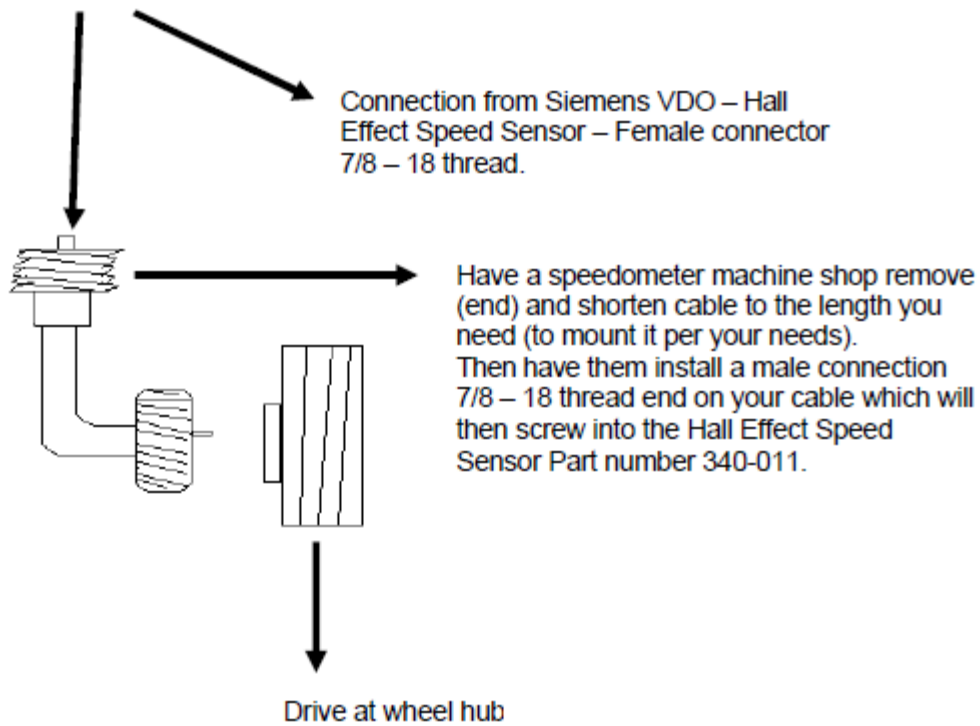 Connection from Siemens VDO – Hall
Effect Speed Sensor – Female connector
7/8 – 18 thread.
Have a speedometer machine shop remove
(end) and shorten cable to the length you
need (to mount it per your needs).
Then have them install a male connection
7/8 – 18 thread end on your cable which will
then screw into the Hall Effect Speed
Sensor Part number 340-011.
Drive at wheel hub